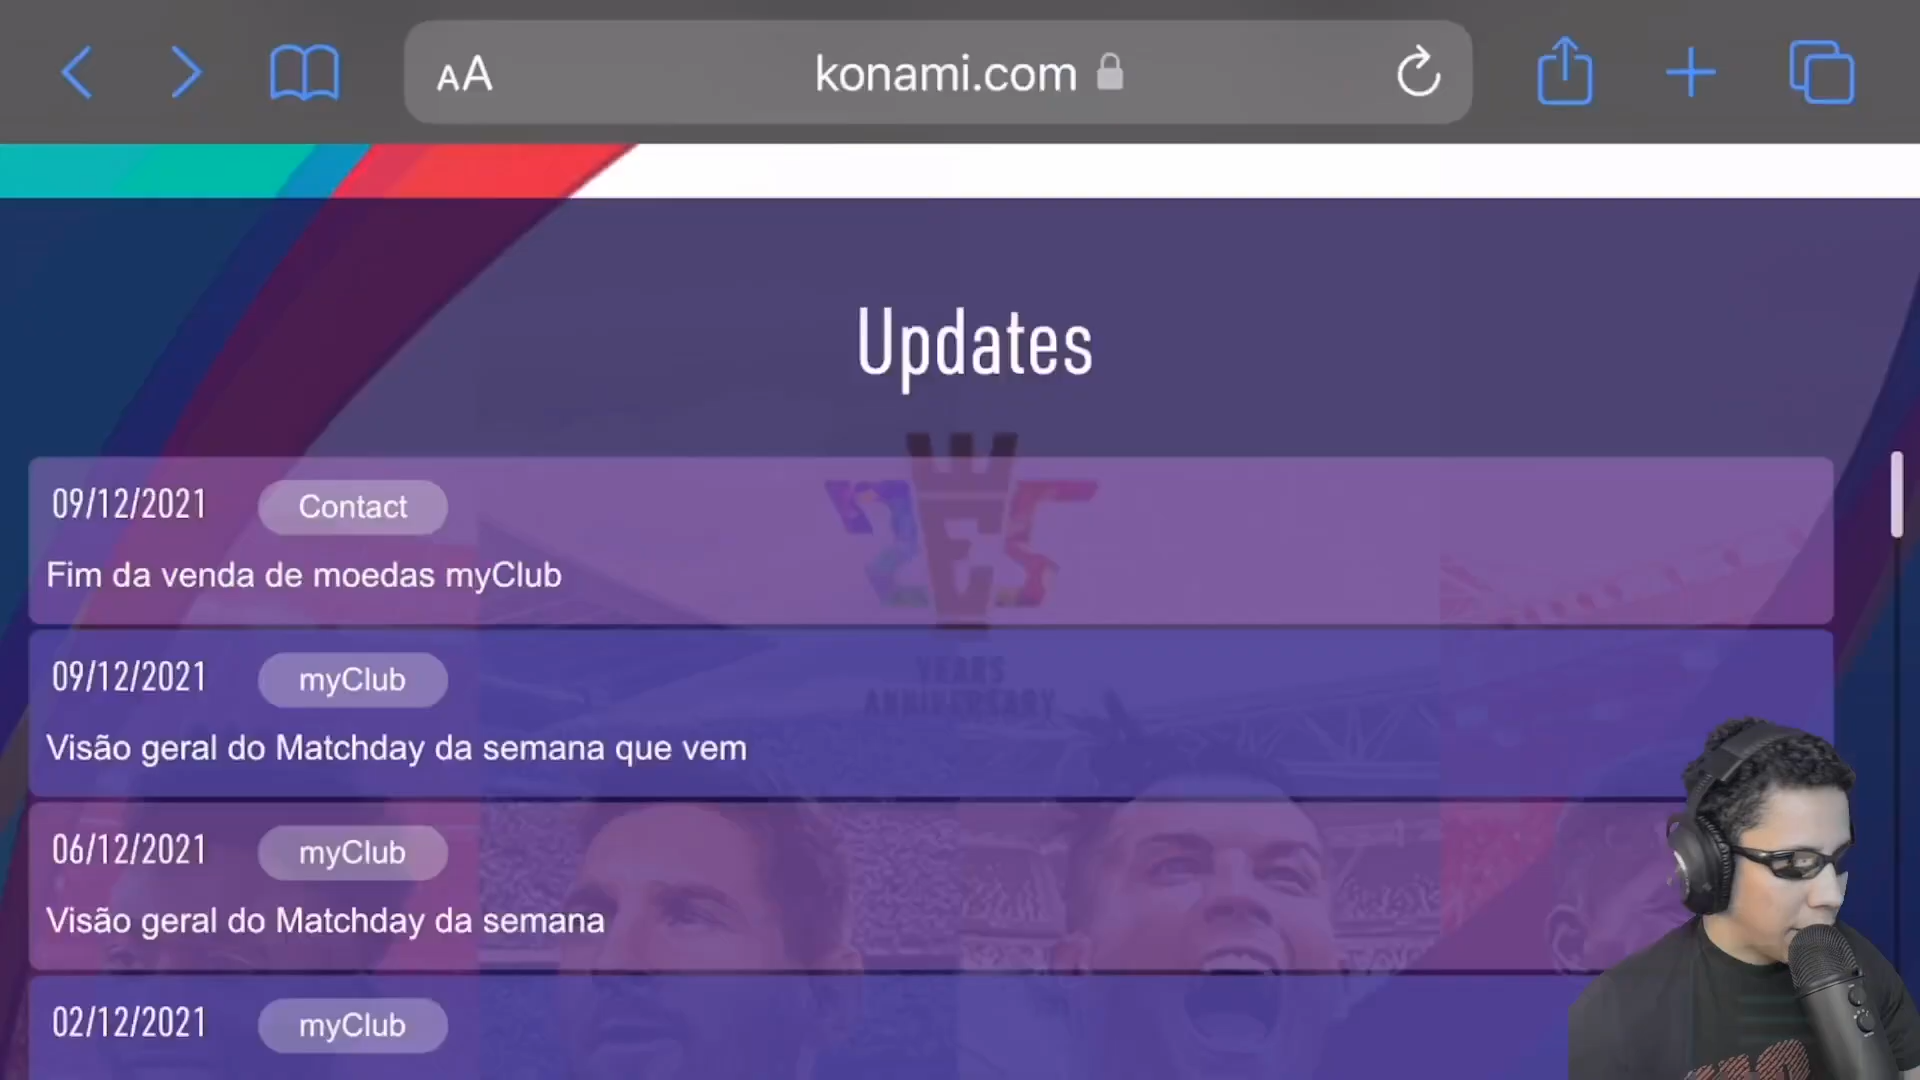 AA konami.com
Updates
09/12/2021 Contact
Fim da venda de moedas myClub
09/12/2021 myClub
Visão geral do Matchday da semana que vem
YEARS
ANNIVERSARY
06/12/2021 myClub
Visão geral do Matchday da semana
02/12/2021 myClub